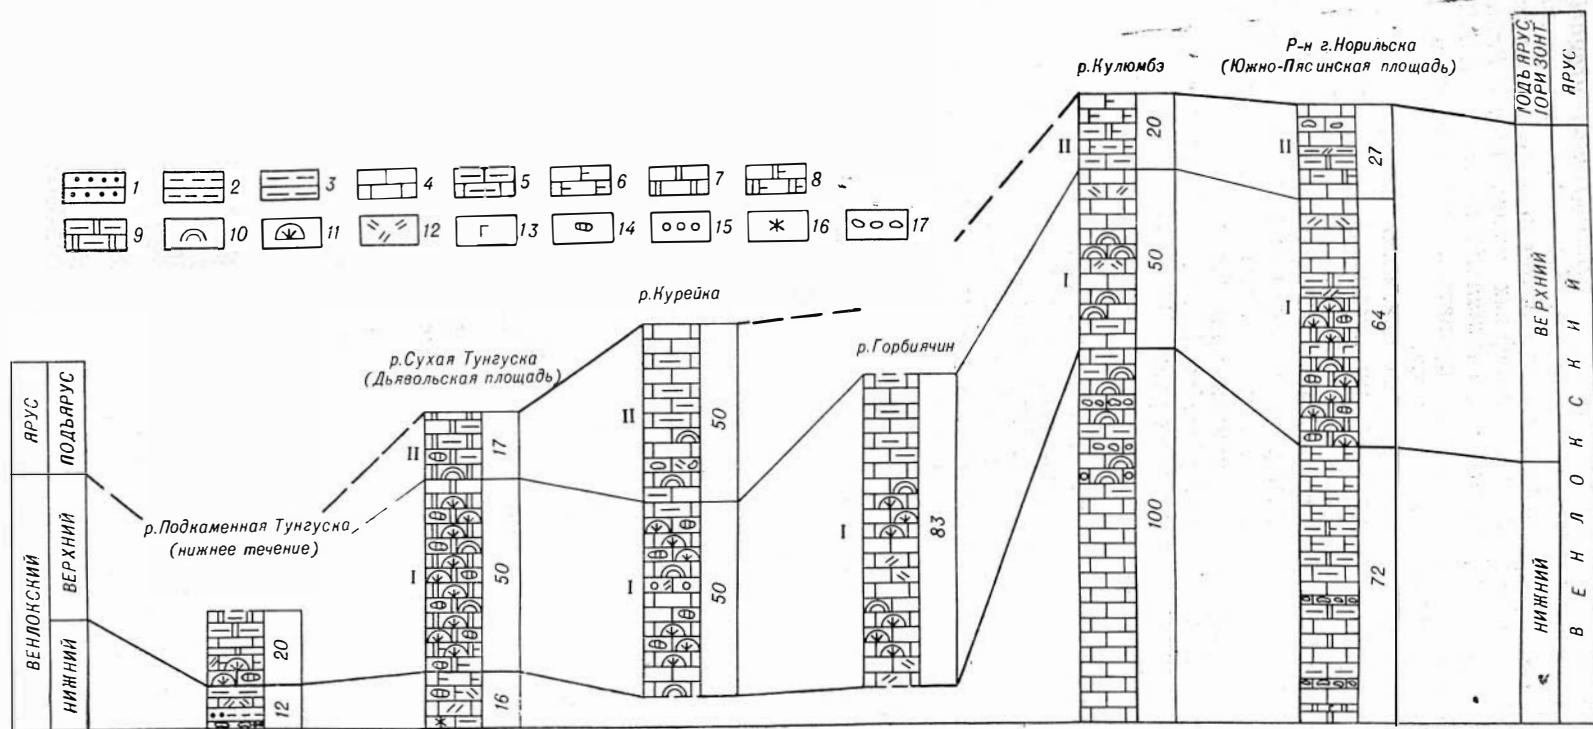 р.Кулюмбэ
Р-н г.Норильска
(Южно-Пясинская площадь)
ПОДЪЯРУС
ГОРИЗОНТ
ЯРУС
1 2 3 4 5 6 7 8
9 10 11 12 13 14 15 16 17
р.Курейка
р.Сухая Тунгуска
(Дьявольская площадь)
р.Горбиячин
р.Подкаменная Тунгуска
(нижнее течение)
ЯРУС
ПОДЪЯРУС
ВЕНЛОКСКИЙ
ВЕРХНИЙ
НИЖНИЙ
20
12
II
I
17
50
16
II
I
50
50
I
83
II
I
20
50
100
II
I
27
64
72
ВЕРХНИЙ
НИЖНИЙ
ВЕНЛОКСКИЙ